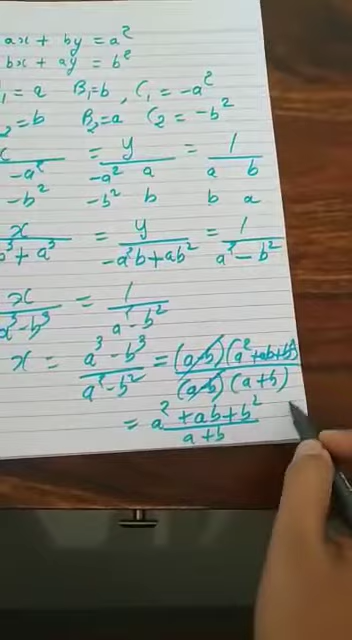 ax + by = a²
bx + ay = b²
= a B₁=b , C₁ = -a²
₂=b B₂=a C₂ = -b²
= y = 1
-a² -a² a a b
-b² -b² b b a
x = y = 1
b³ + a³ -a²b+ab² a²-b²
x = 1
a³-b³ a²-b²
x = a³-b³ = (a-b)(a²+ab+b²)
a²-b² (a-b)(a+b)
= a²+ab+b²
a+b